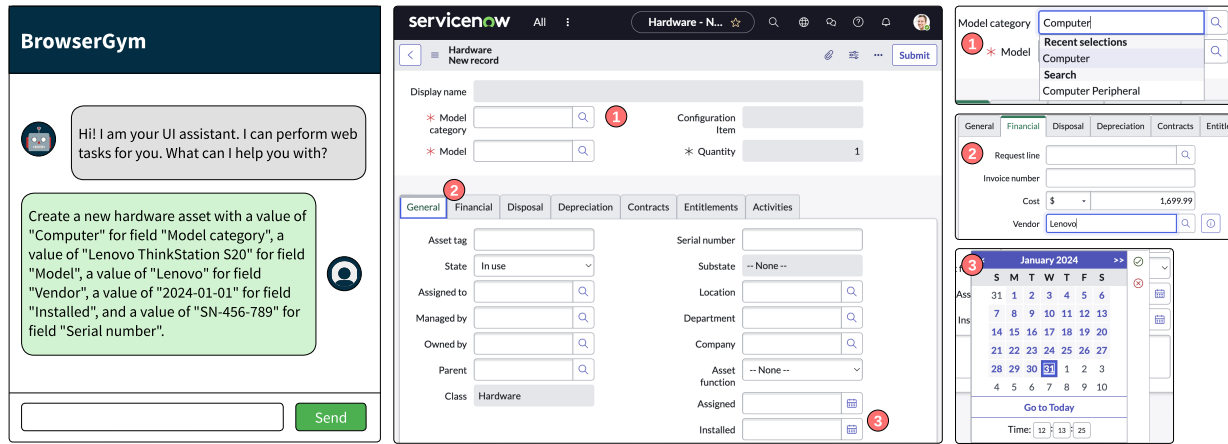 BrowserGym
Hi! I am your UI assistant. I can perform web
tasks for you. What can I help you with?
Create a new hardware asset with a value of
"Computer" for field "Model category", a
value of "Lenovo ThinkStation S20" for field
"Model", a value of "Lenovo" for field
"Vendor", a value of "2024-01-01" for field
"Installed", and a value of "SN-456-789" for
field "Serial number".
Send
servicenow All Hardware - N...
Hardware
New record
Submit
Display name
* Model
category
1
Configuration
Item
* Model
* Quantity 1
2
General Financial Disposal Depreciation Contracts Entitlements Activities
Asset tag
Serial number
State In use
Substate -- None --
Assigned to
Location
Managed by
Department
Owned by
Company
Parent
Asset
function
-- None --
Class Hardware
Assigned
Installed
3
Model category Computer
1
* Model
Recent selections
Computer
Search
Computer Peripheral
General Financial Disposal Depreciation Contracts Entitle
2
Request line
Invoice number
Cost $ 1,699.99
Vendor Lenovo
3
January 2024 >>
S M T W T F S
31 1 2 3 4 5 6
7 8 9 10 11 12 13
14 15 16 17 18 19 20
21 22 23 24 25 26 27
28 29 30 31 1 2 3
4 5 6 7 8 9 10
Go to Today
Time: 12 : 13 : 25
Ass
Ins